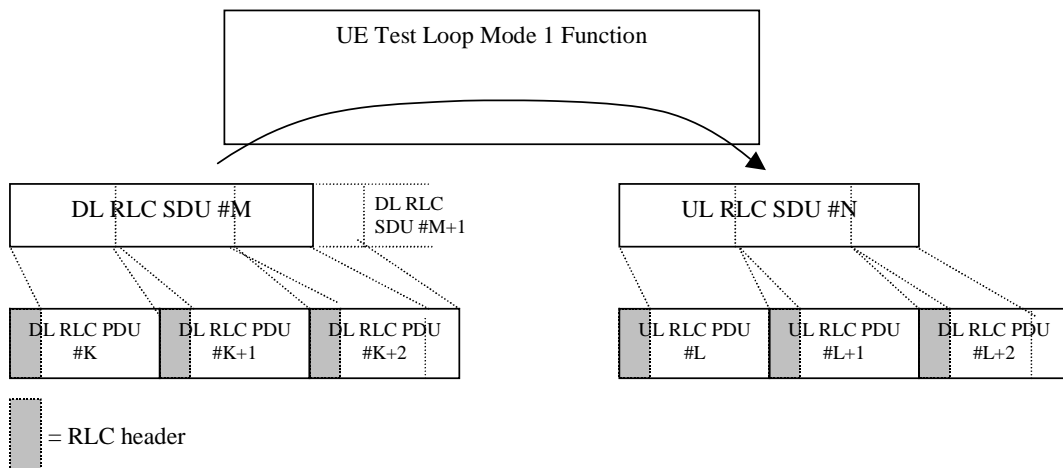 UE Test Loop Mode 1 Function
DL RLC SDU #M
DL RLC
SDU #M+1
UL RLC SDU #N
DL RLC PDU
#K
DL RLC PDU
#K+1
DL RLC PDU
#K+2
UL RLC PDU
#L
UL RLC PDU
#L+1
DL RLC PDU
#L+2
= RLC header